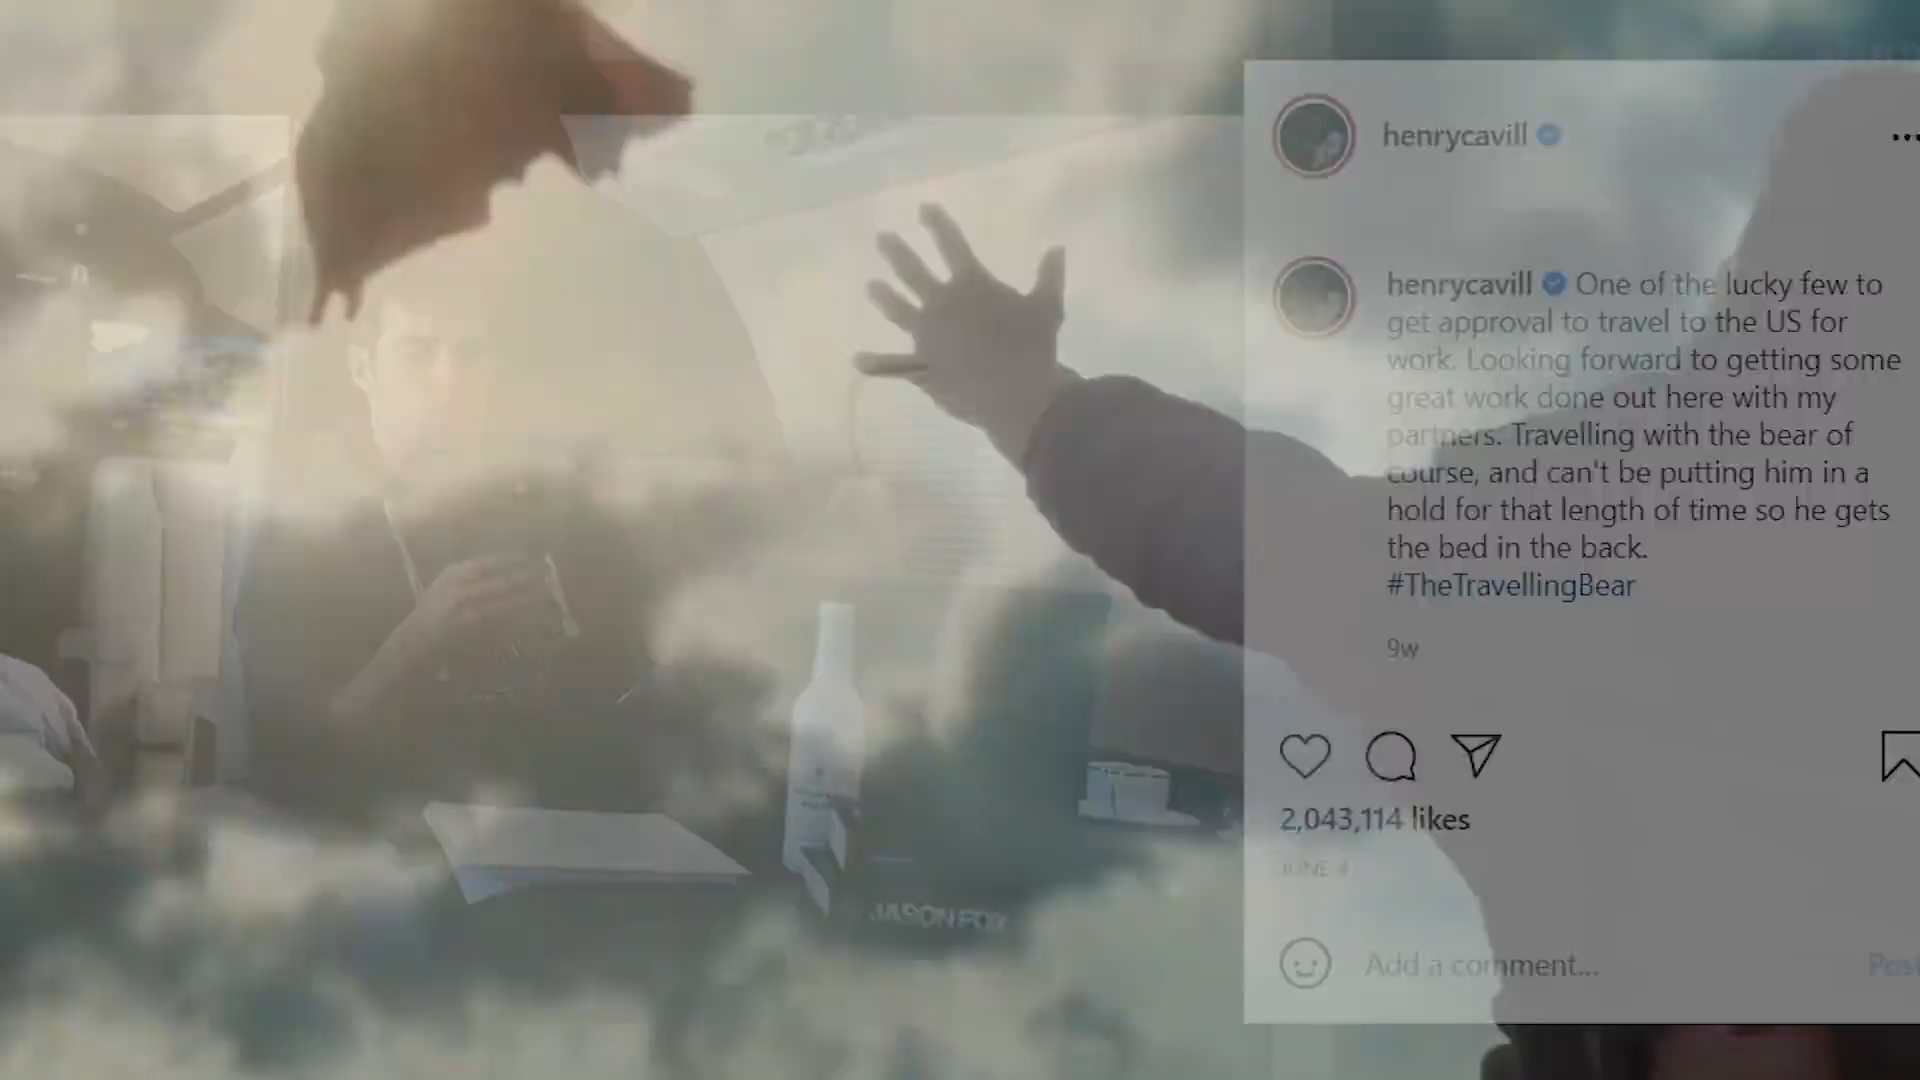 henrycavill
henrycavill One of the lucky few to
get approval to travel to the US for
work. Looking forward to getting some
great work done out here with my
partners. Travelling with the bear of
course, and can't be putting him in a
hold for that length of time so he gets
the bed in the back.
#TheTravellingBear
9w
2,043,114 likes
JUNE 4
Add a comment...
Post
JASON FOX